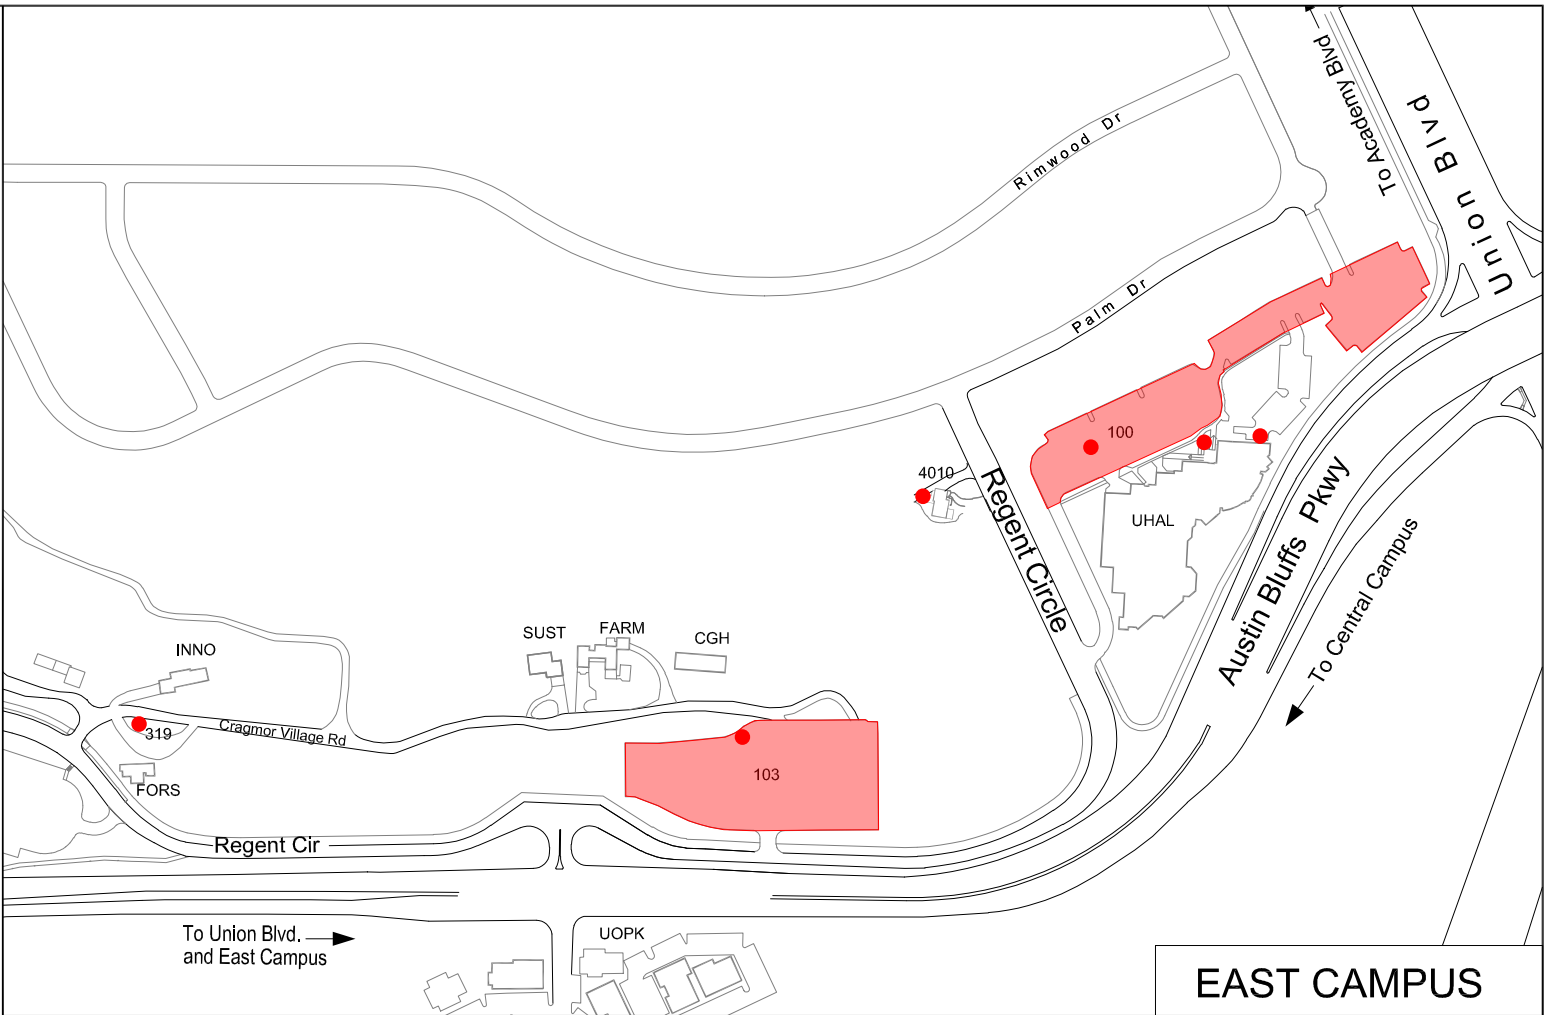 To Academy Blvd
Union Blvd
Rimwood Dr
Palm Dr
100
4010
Regent Circle
UHAL
Austin Bluffs Pkwy
To Central Campus
SUST
FARM
CGH
INNO
319
Cragmor Village Rd
103
FORS
Regent Cir
To Union Blvd.
and East Campus
UOPK
EAST CAMPUS